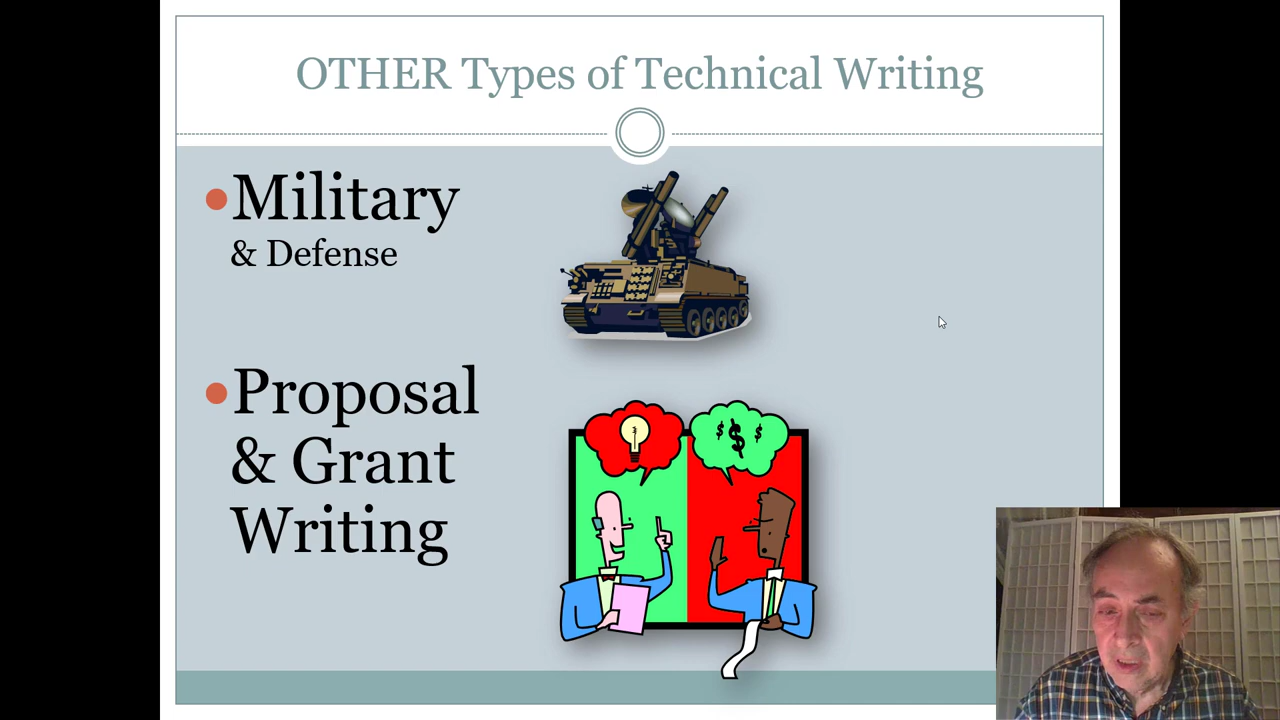 OTHER Types of Technical Writing
•Military
& Defense
•Proposal
& Grant
Writing
$ $ $